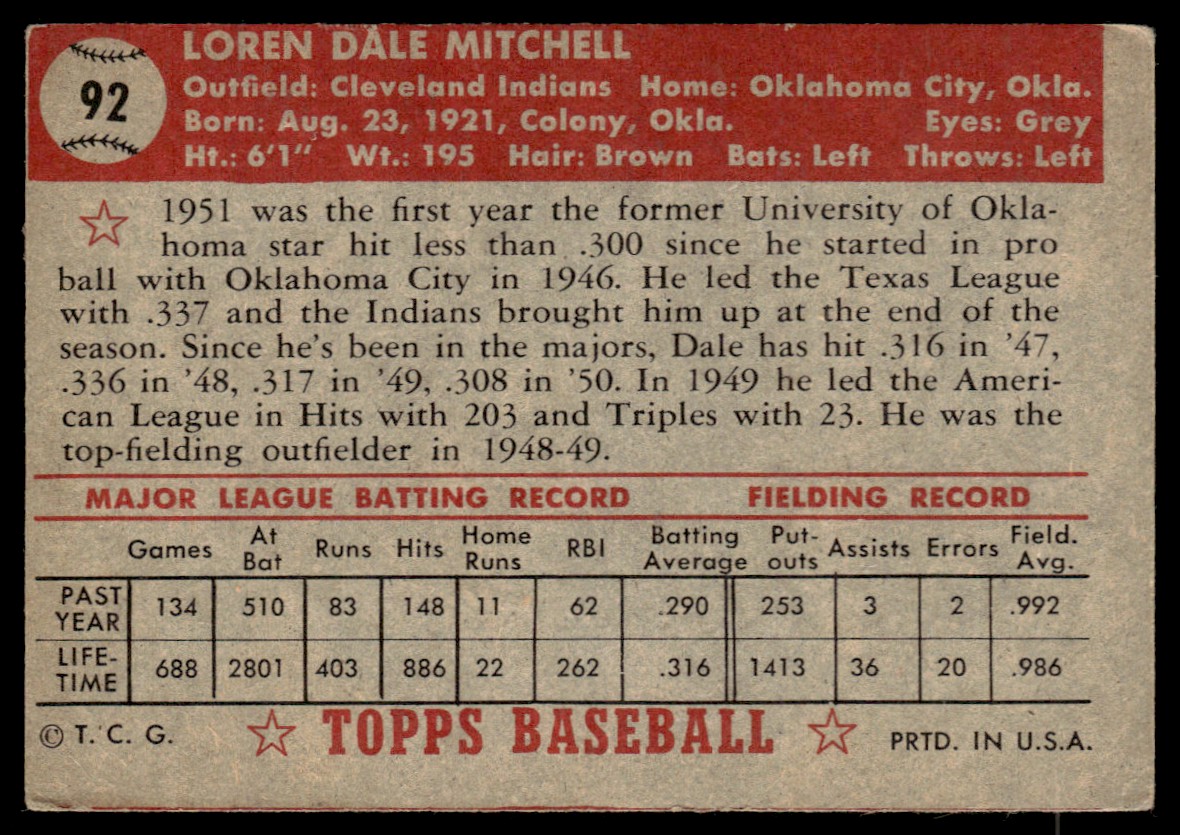 92
LOREN DALE MITCHELL
Outfield: Cleveland Indians Home: Oklahoma City, Okla.
Born: Aug. 23, 1921, Colony, Okla. Eyes: Grey
Ht.: 6'1" Wt.: 195 Hair: Brown Bats: Left Throws: Left
1951 was the first year the former University of Okla-
homa star hit less than .300 since he started in pro
ball with Oklahoma City in 1946. He led the Texas League
with .337 and the Indians brought him up at the end of the
season. Since he's been in the majors, Dale has hit .316 in '47,
.336 in '48, .317 in '49, .308 in '50. In 1949 he led the Ameri-
can League in Hits with 203 and Triples with 23. He was the
top-fielding outfielder in 1948-49.
MAJOR LEAGUE BATTING RECORD FIELDING RECORD
Games At Bat Runs Hits Home Runs RBI Batting Average Put-outs Assists Errors Field. Avg.
PAST YEAR 134 510 83 148 11 62 .290 253 3 2 .992
LIFE-TIME 688 2801 403 886 22 262 .316 1413 36 20 .986
© T. C. G. TOPPS BASEBALL PRTD. IN U.S.A.